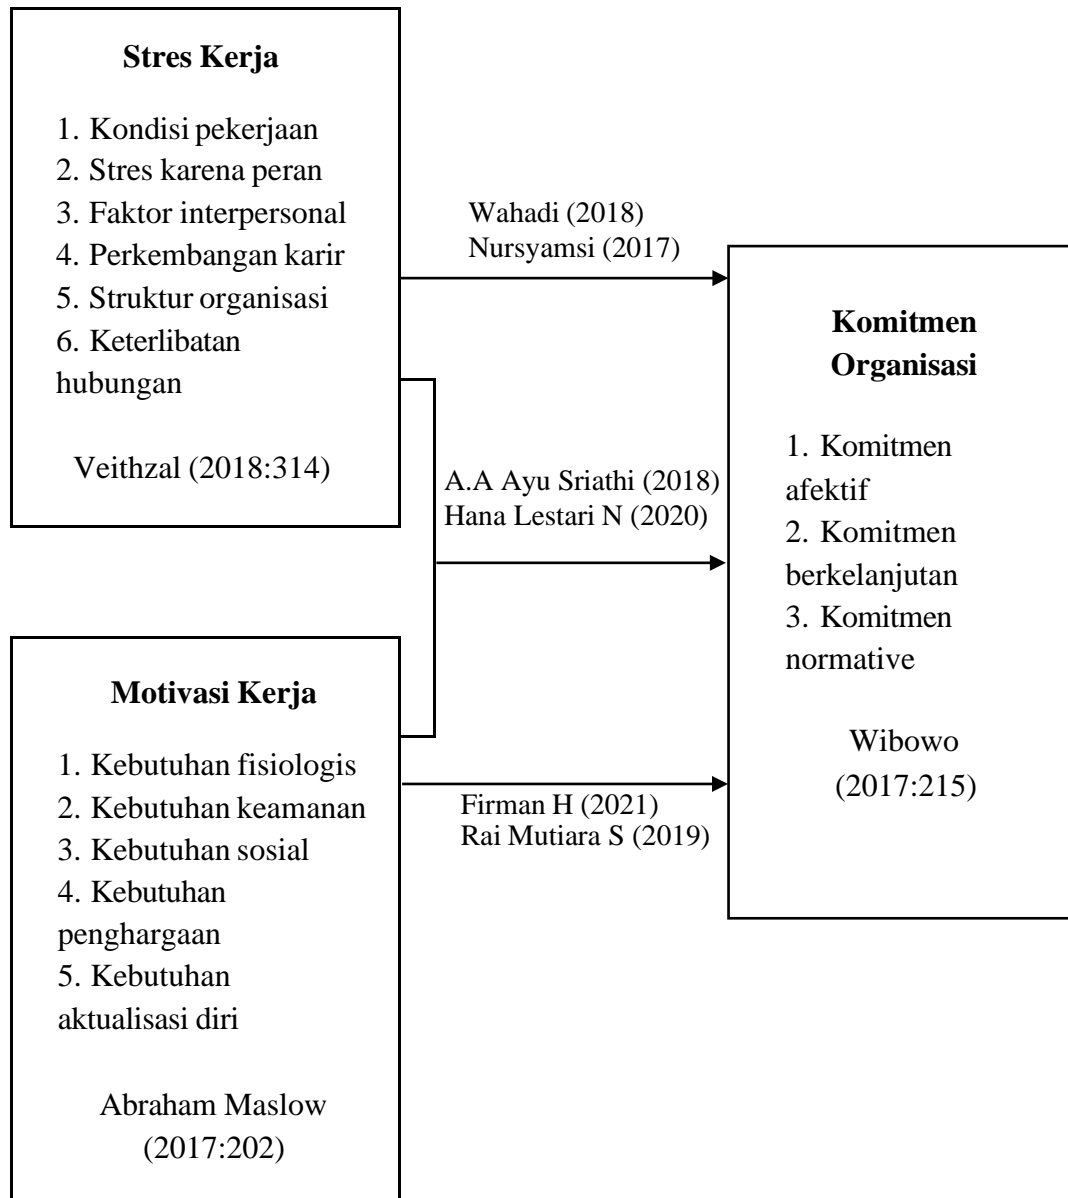 Stres Kerja
1. Kondisi pekerjaan
2. Stres karena peran
3. Faktor interpersonal
4. Perkembangan karir
5. Struktur organisasi
6. Keterlibatan
hubungan
Veithzal (2018:314)
Wahadi (2018)
Nursyamsi (2017)
A.A Ayu Sriathi (2018)
Hana Lestari N (2020)
Motivasi Kerja
1. Kebutuhan fisiologis
2. Kebutuhan keamanan
3. Kebutuhan sosial
4. Kebutuhan
penghargaan
5. Kebutuhan
aktualisasi diri
Abraham Maslow
(2017:202)
Firman H (2021)
Rai Mutiara S (2019)
Komitmen
Organisasi
1. Komitmen
afektif
2. Komitmen
berkelanjutan
3. Komitmen
normative
Wibowo
(2017:215)